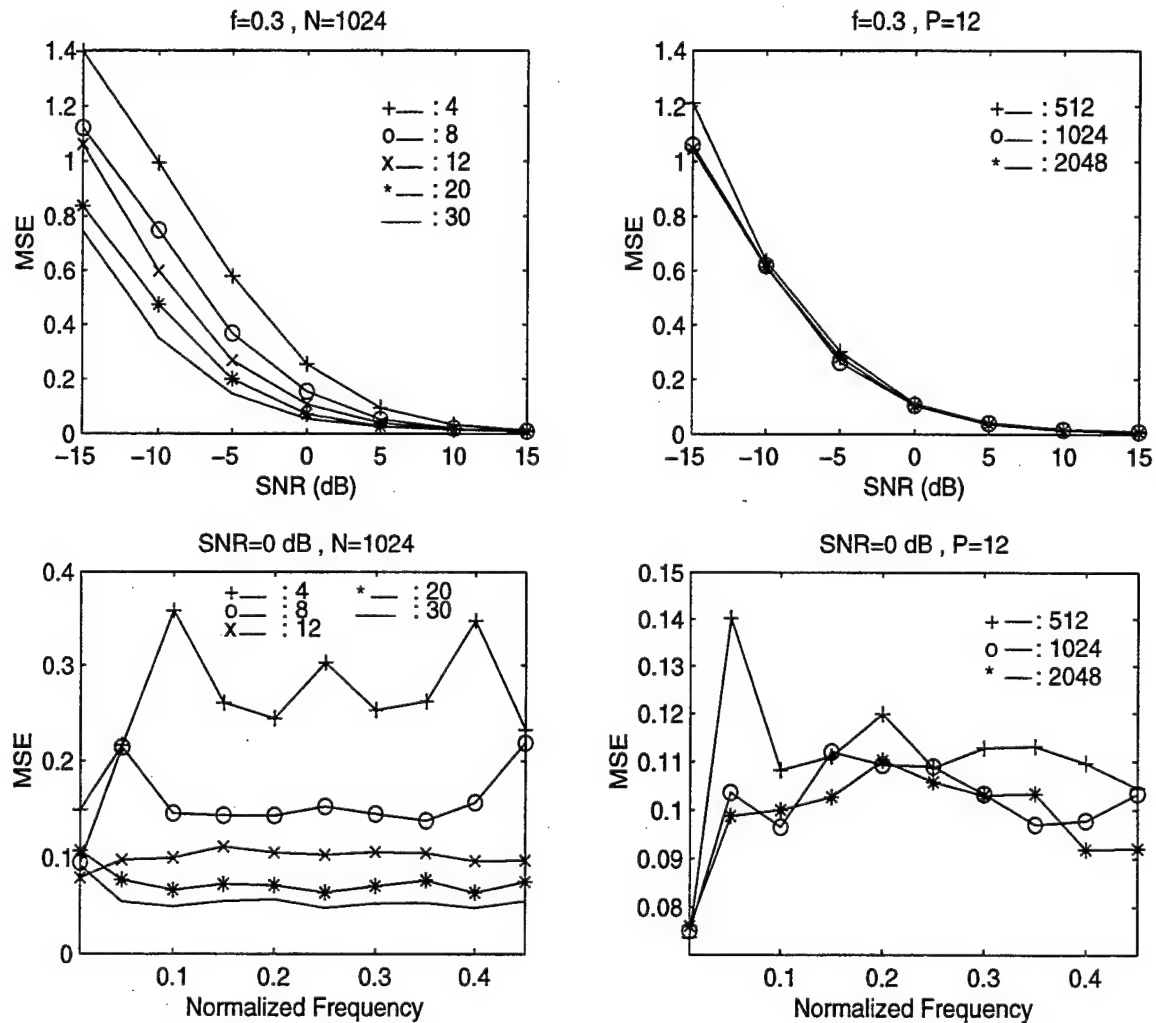 f=0.3 , N=1024
1.4
1.2
1
0.8
0.6
0.4
0.2
0
MSE
+— : 4
o— : 8
x— : 12
*— : 20
— : 30
−15 −10 −5 0 5 10 15
SNR (dB)
f=0.3 , P=12
1.4
1.2
1
0.8
0.6
0.4
0.2
0
MSE
+— : 512
o— : 1024
*— : 2048
−15 −10 −5 0 5 10 15
SNR (dB)
SNR=0 dB , N=1024
0.4
0.3
0.2
0.1
0
MSE
+— : 4 *— : 20
o— : 8 — : 30
x— : 12
0.1 0.2 0.3 0.4
Normalized Frequency
SNR=0 dB , P=12
0.15
0.14
0.13
0.12
0.11
0.1
0.09
0.08
MSE
+ — : 512
o — : 1024
* — : 2048
0.1 0.2 0.3 0.4
Normalized Frequency